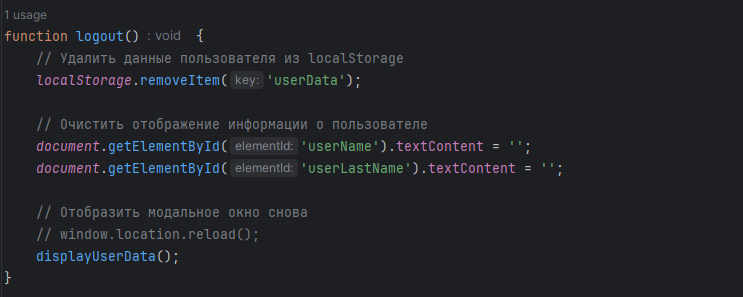 1 usage
function logout() : void {
// Удалить данные пользователя из localStorage
localStorage.removeItem( key: 'userData');
// Очистить отображение информации о пользователе
document.getElementById( elementId: 'userName').textContent = '';
document.getElementById( elementId: 'userLastName').textContent = '';
// Отобразить модальное окно снова
// window.location.reload();
displayUserData();
}